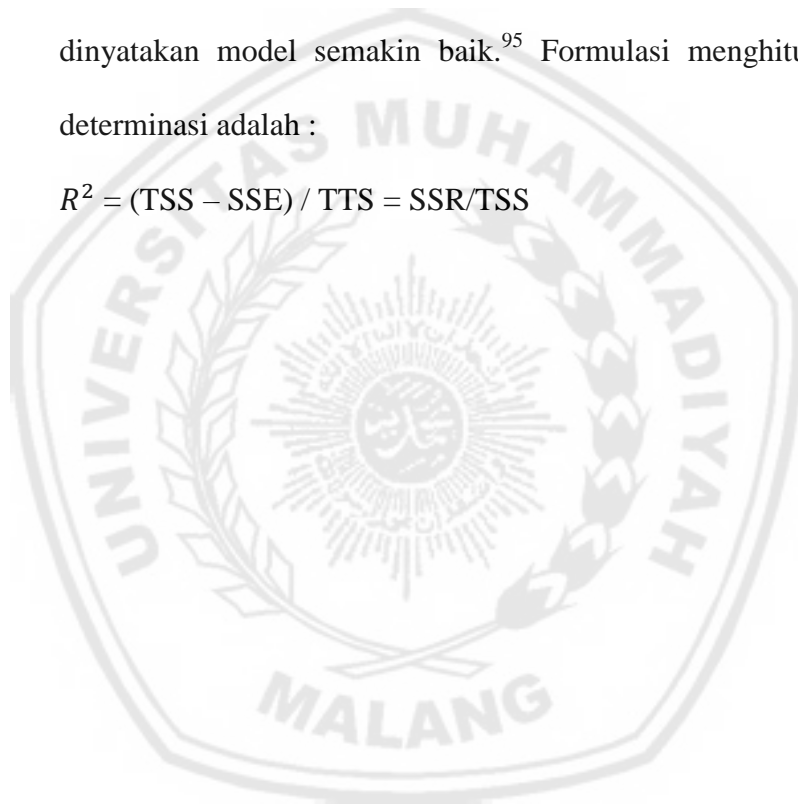 dinyatakan model semakin baik.⁹⁵ Formulasi menghitu
determinasi adalah :
𝑅² = (TSS – SSE) / TTS = SSR/TSS
UNIVERSITAS MUHAMMADIYAH
MALANG